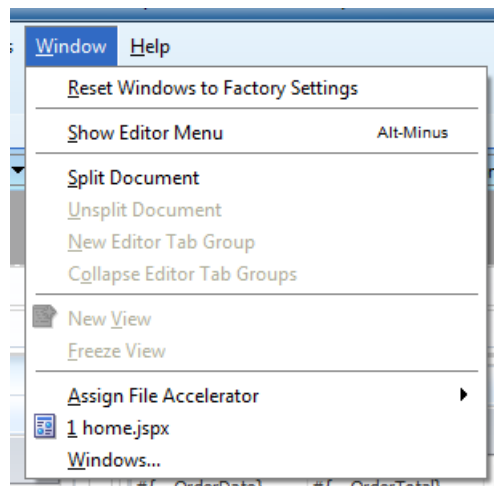 Window Help
Reset Windows to Factory Settings
Show Editor Menu Alt-Minus
Split Document
Unsplit Document
New Editor Tab Group
Collapse Editor Tab Groups
New View
Freeze View
Assign File Accelerator
1 home.jspx
Windows...